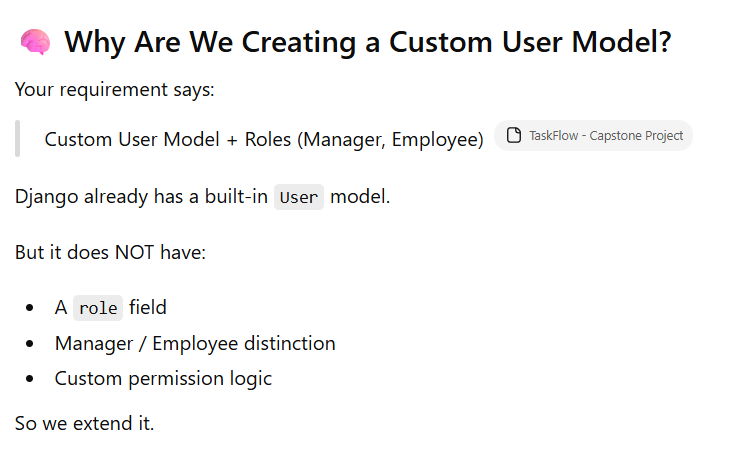 🧠 Why Are We Creating a Custom User Model?
Your requirement says:
Custom User Model + Roles (Manager, Employee) TaskFlow - Capstone Project
Django already has a built-in User model.
But it does NOT have:
• A role field
• Manager / Employee distinction
• Custom permission logic
So we extend it.